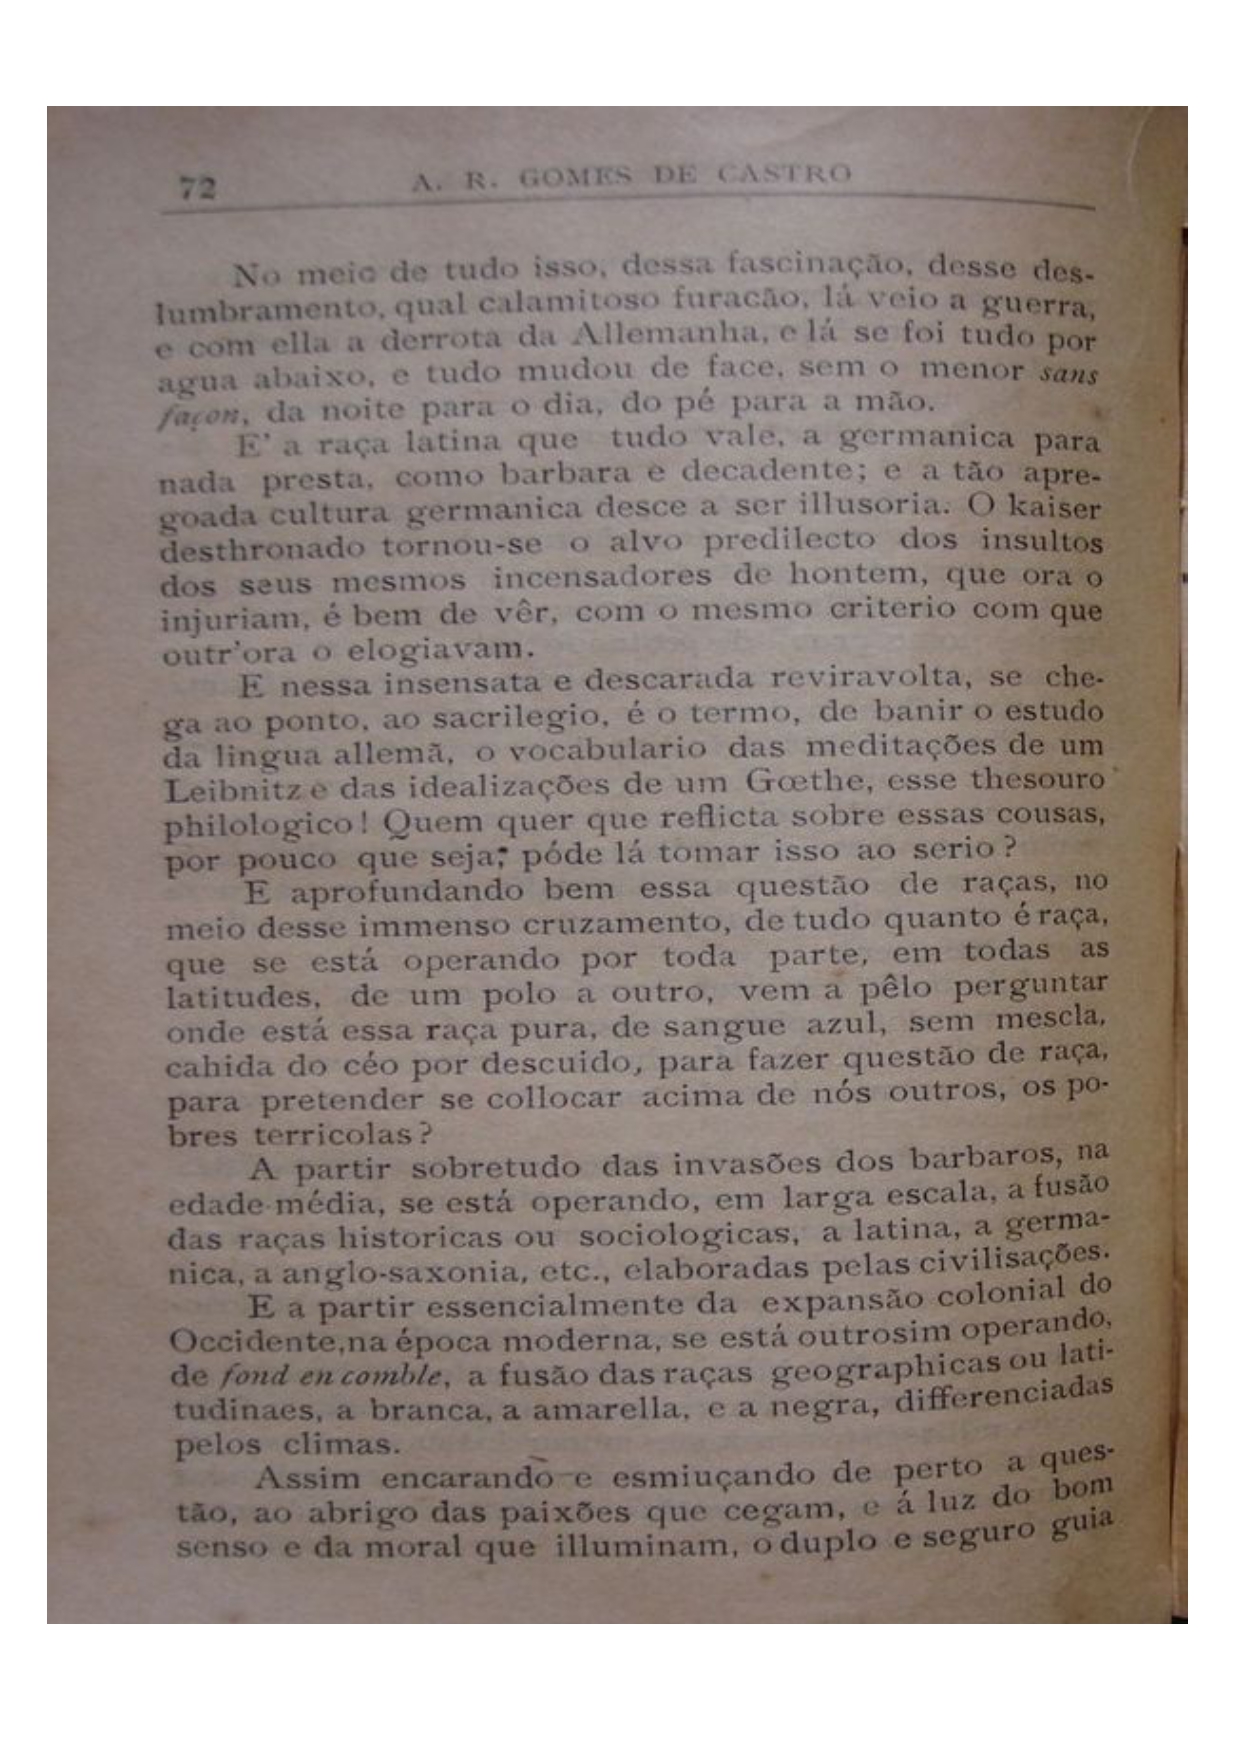 72 A. R. GOMES DE CASTRO
No meio de tudo isso, dessa fascinação, desse des-
lumbramento, qual calamitoso furacão, lá veio a guerra,
e com ella a derrota da Allemanha, e lá se foi tudo por
agua abaixo, e tudo mudou de face, sem o menor sans
façon, da noite para o dia, do pé para a mão.
E' a raça latina que tudo vale, a germanica para
nada presta, como barbara e decadente; e a tão apre-
goada cultura germanica desce a ser illusoria. O kaiser
desthronado tornou-se o alvo predilecto dos insultos
dos seus mesmos incensadores de hontem, que ora o
injuriam, é bem de vêr, com o mesmo criterio com que
outr'ora o elogiavam.
E nessa insensata e descarada reviravolta, se che-
ga ao ponto, ao sacrilegio, é o termo, de banir o estudo
da lingua allemã, o vocabulario das meditações de um
Leibnitz e das idealizações de um Gœthe, esse thesouro
philologico! Quem quer que reflicta sobre essas cousas,
por pouco que seja, póde lá tomar isso ao serio?
E aprofundando bem essa questão de raças, no
meio desse immenso cruzamento, de tudo quanto é raça,
que se está operando por toda parte, em todas as
latitudes, de um polo a outro, vem a pêlo perguntar
onde está essa raça pura, de sangue azul, sem mescla,
cahida do céo por descuido, para fazer questão de raça,
para pretender se collocar acima de nós outros, os po-
bres terricolas?
A partir sobretudo das invasões dos barbaros, na
edade-média, se está operando, em larga escala, a fusão
das raças historicas ou sociologicas, a latina, a germa-
nica, a anglo-saxonia, etc., elaboradas pelas civilisações.
E a partir essencialmente da expansão colonial do
Occidente, na época moderna, se está outrosim operando,
de fond en comble, a fusão das raças geographicas ou lati-
tudinaes, a branca, a amarella, e a negra, differenciadas
pelos climas.
Assim encarando e esmiuçando de perto a ques-
tão, ao abrigo das paixões que cegam, e á luz do bom
senso e da moral que illuminam, o duplo e seguro guia